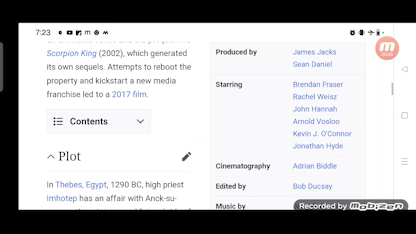 7:23
Scorpion King (2002), which generated
its own sequels. Attempts to reboot the
property and kickstart a new media
franchise led to a 2017 film.
Contents
Plot
In Thebes, Egypt, 1290 BC, high priest
Imhotep has an affair with Anck-su-
Produced by
James Jacks
Sean Daniel
Starring
Brendan Fraser
Rachel Weisz
John Hannah
Arnold Vosloo
Kevin J. O'Connor
Jonathan Hyde
Cinematography
Adrian Biddle
Edited by
Bob Ducsay
Music by
Recorded by mobizen